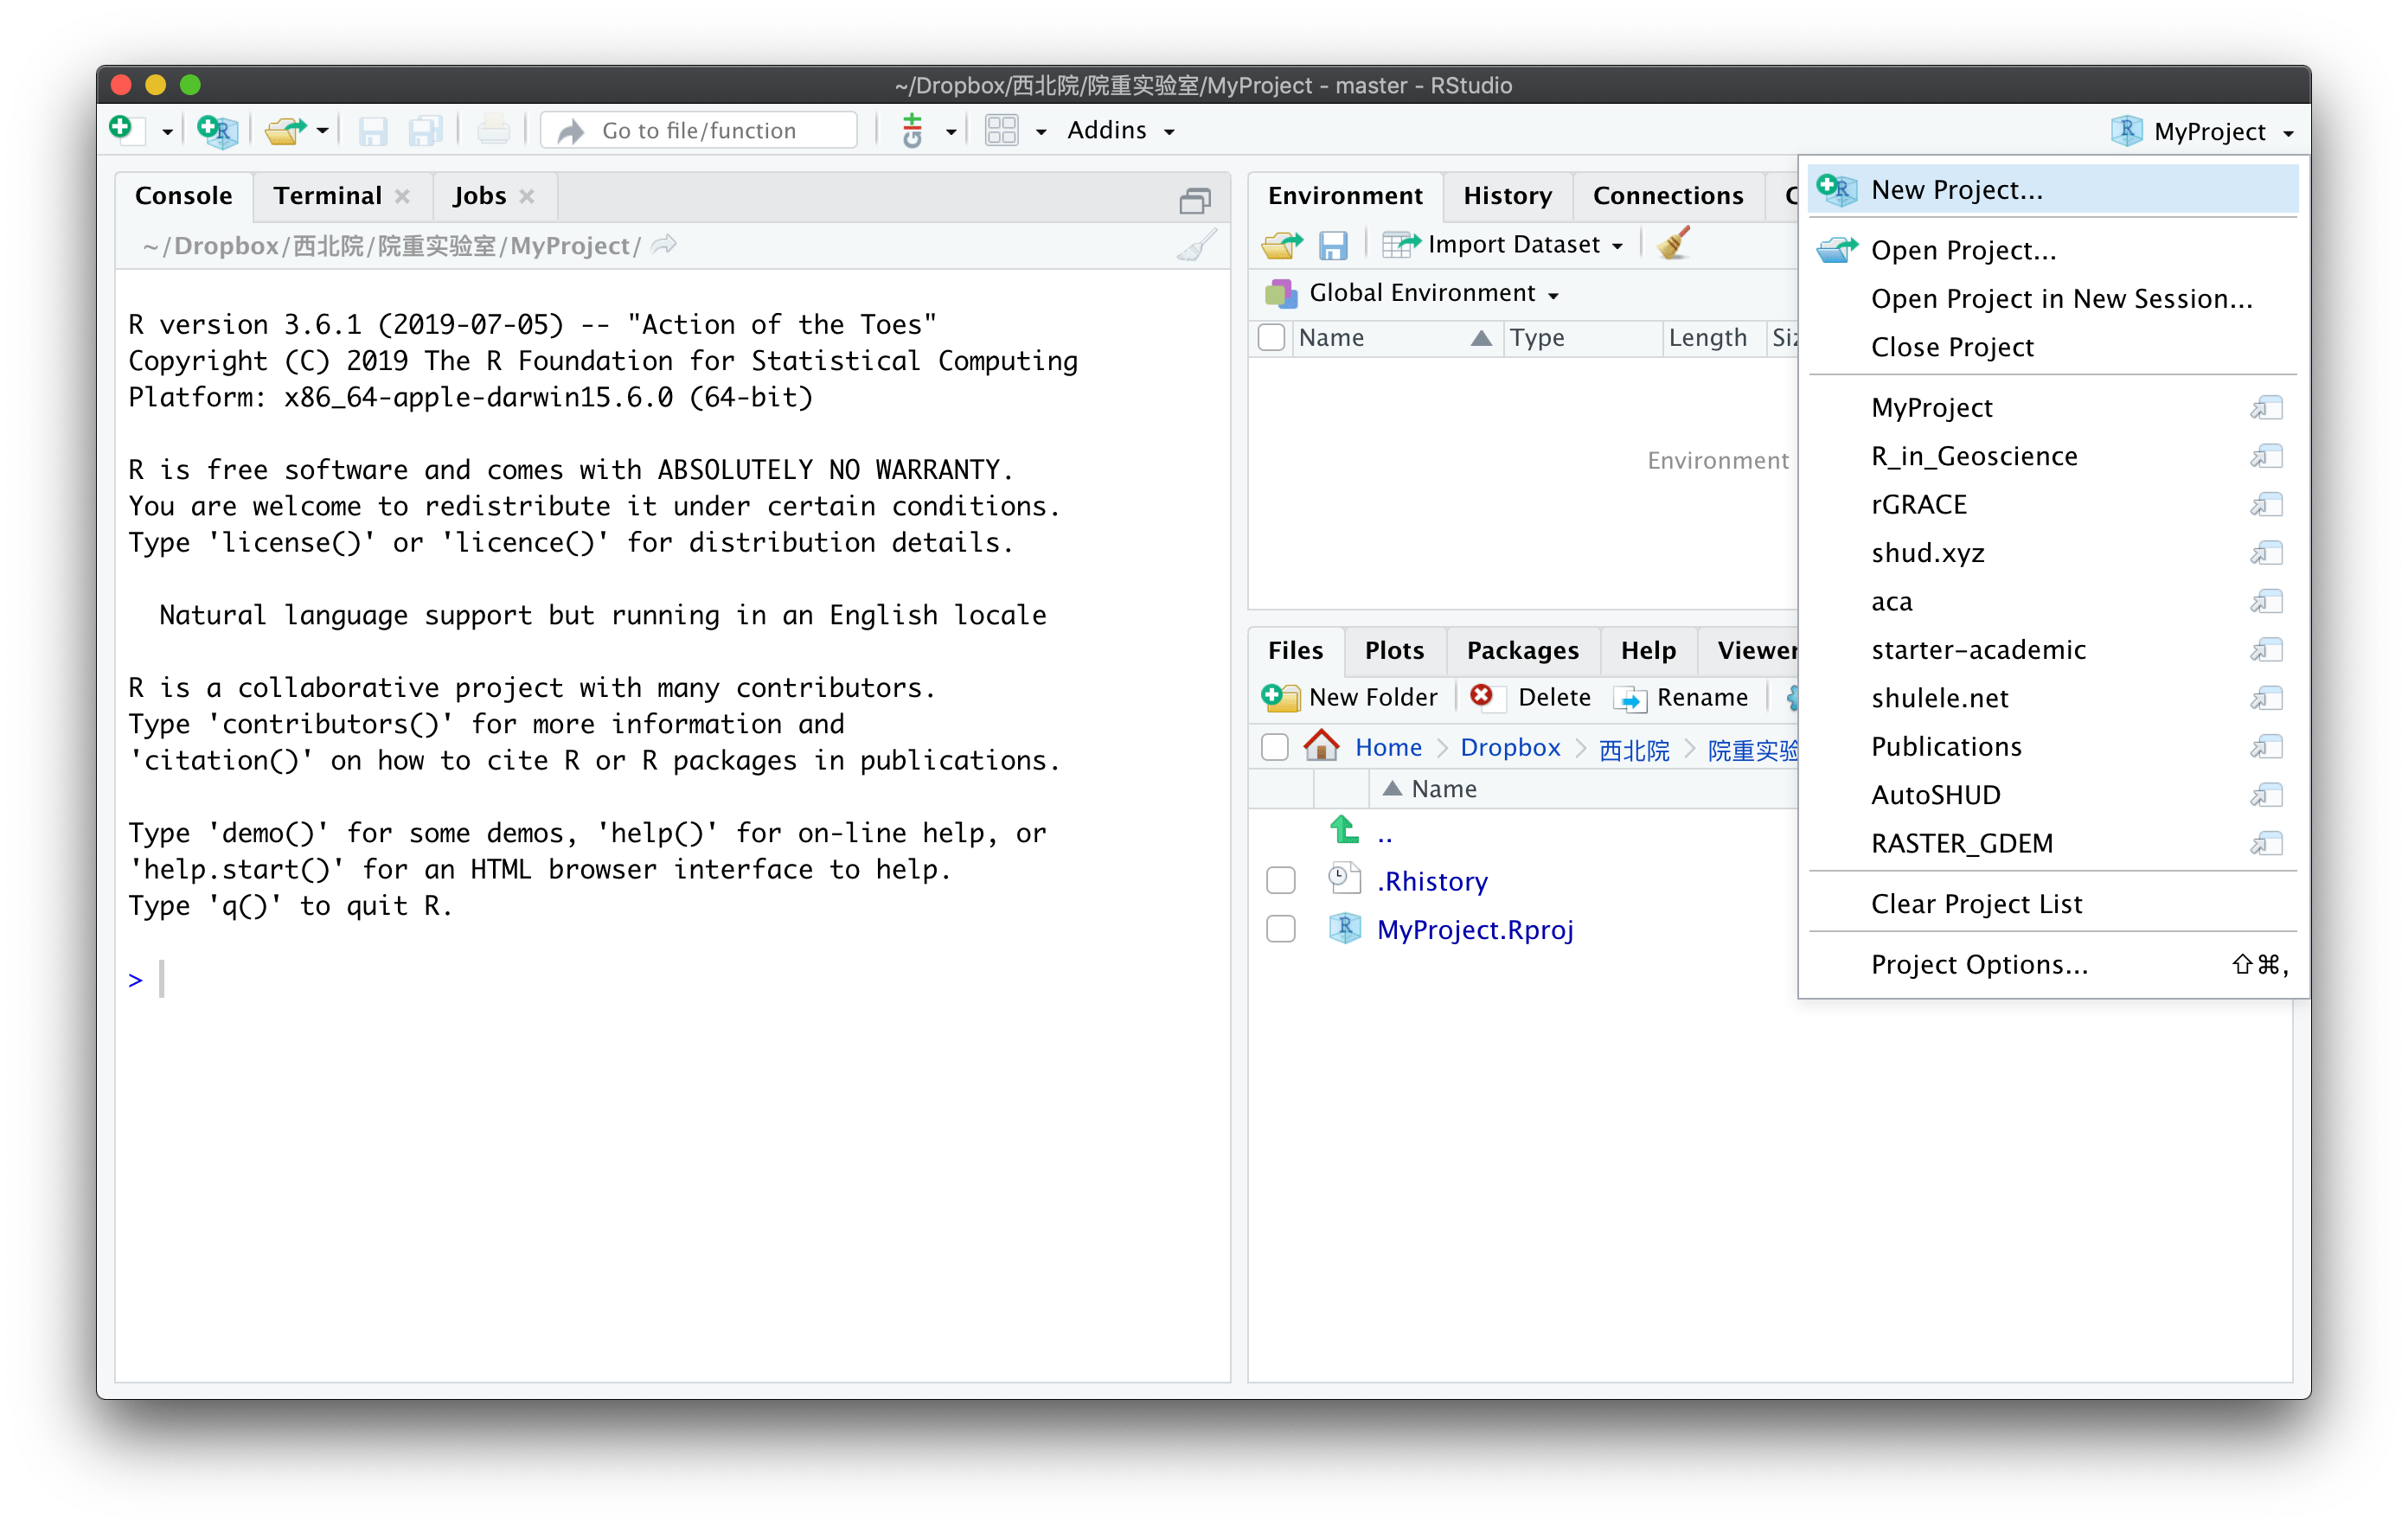 ~/Dropbox/西北院/院重实验室/MyProject - master - RStudio
Go to file/function
Addins
MyProject
Console
Terminal
Jobs
~/Dropbox/西北院/院重实验室/MyProject/
R version 3.6.1 (2019-07-05) -- "Action of the Toes"
Copyright (C) 2019 The R Foundation for Statistical Computing
Platform: x86_64-apple-darwin15.6.0 (64-bit)
R is free software and comes with ABSOLUTELY NO WARRANTY.
You are welcome to redistribute it under certain conditions.
Type 'license()' or 'licence()' for distribution details.
Natural language support but running in an English locale
R is a collaborative project with many contributors.
Type 'contributors()' for more information and
'citation()' on how to cite R or R packages in publications.
Type 'demo()' for some demos, 'help()' for on-line help, or
'help.start()' for an HTML browser interface to help.
Type 'q()' to quit R.
>
Environment
History
Connections
Import Dataset
Global Environment
Name
Type
Length
Environment
Files
Plots
Packages
Help
Viewer
New Folder
Delete
Rename
Home
Dropbox
西北院
院重实验
Name
..
.Rhistory
MyProject.Rproj
New Project...
Open Project...
Open Project in New Session...
Close Project
MyProject
R_in_Geoscience
rGRACE
shud.xyz
aca
starter-academic
shulele.net
Publications
AutoSHUD
RASTER_GDEM
Clear Project List
Project Options... ⇧⌘,